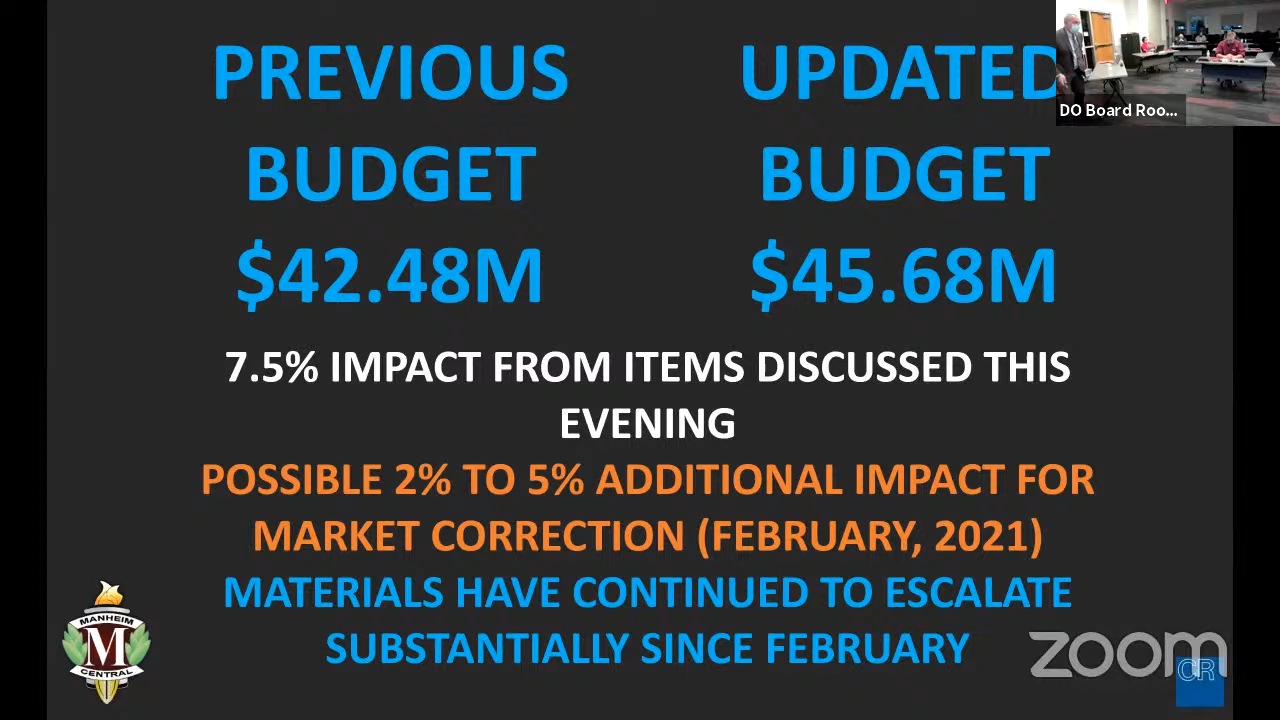 PREVIOUS
BUDGET
$42.48M
UPDATED
BUDGET
$45.68M
DO Board Roo...
7.5% IMPACT FROM ITEMS DISCUSSED THIS
EVENING
POSSIBLE 2% TO 5% ADDITIONAL IMPACT FOR
MARKET CORRECTION (FEBRUARY, 2021)
MATERIALS HAVE CONTINUED TO ESCALATE
SUBSTANTIALLY SINCE FEBRUARY
MANHEIM
M
CENTRAL
zoom
CR